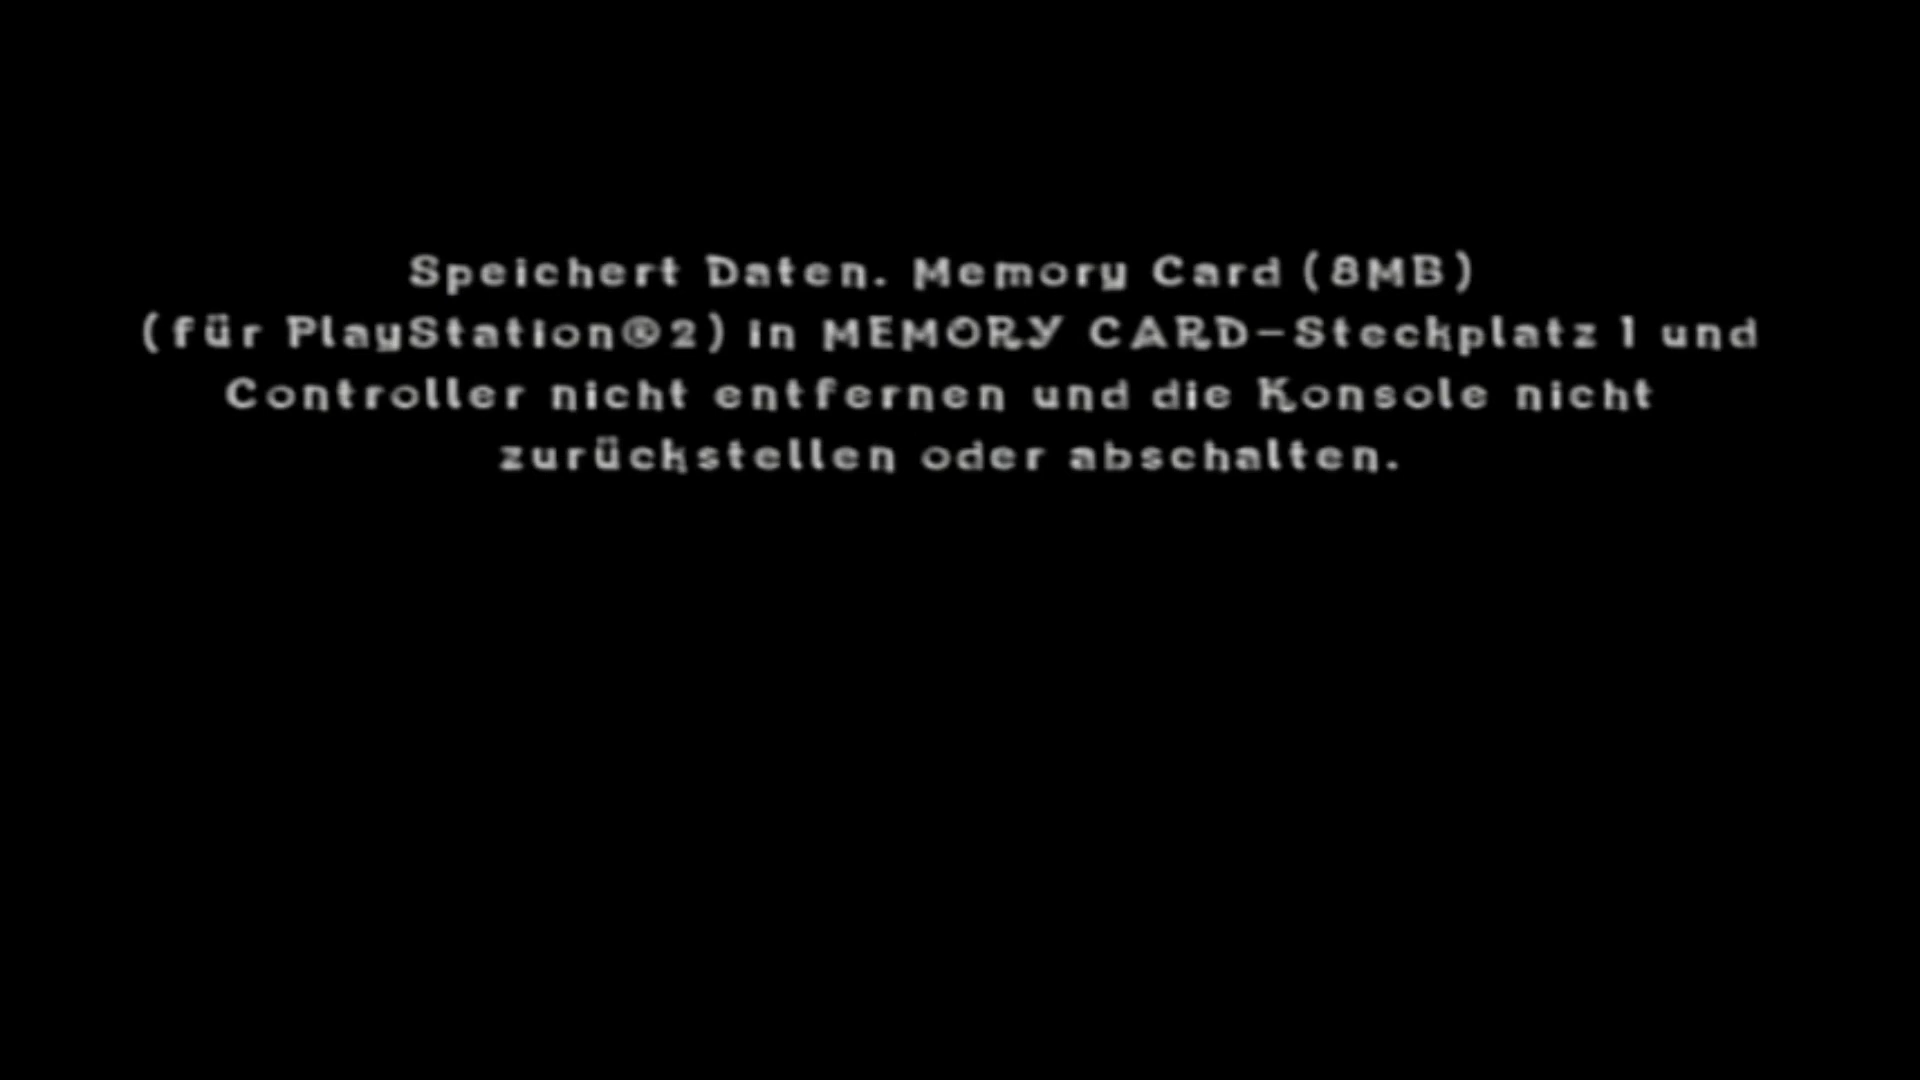 Speichert Daten. Memory Card (8MB)
(für PlayStation®2) in MEMORY CARD-Steckplatz 1 und
Controller nicht entfernen und die Konsole nicht
zurückstellen oder abschalten.